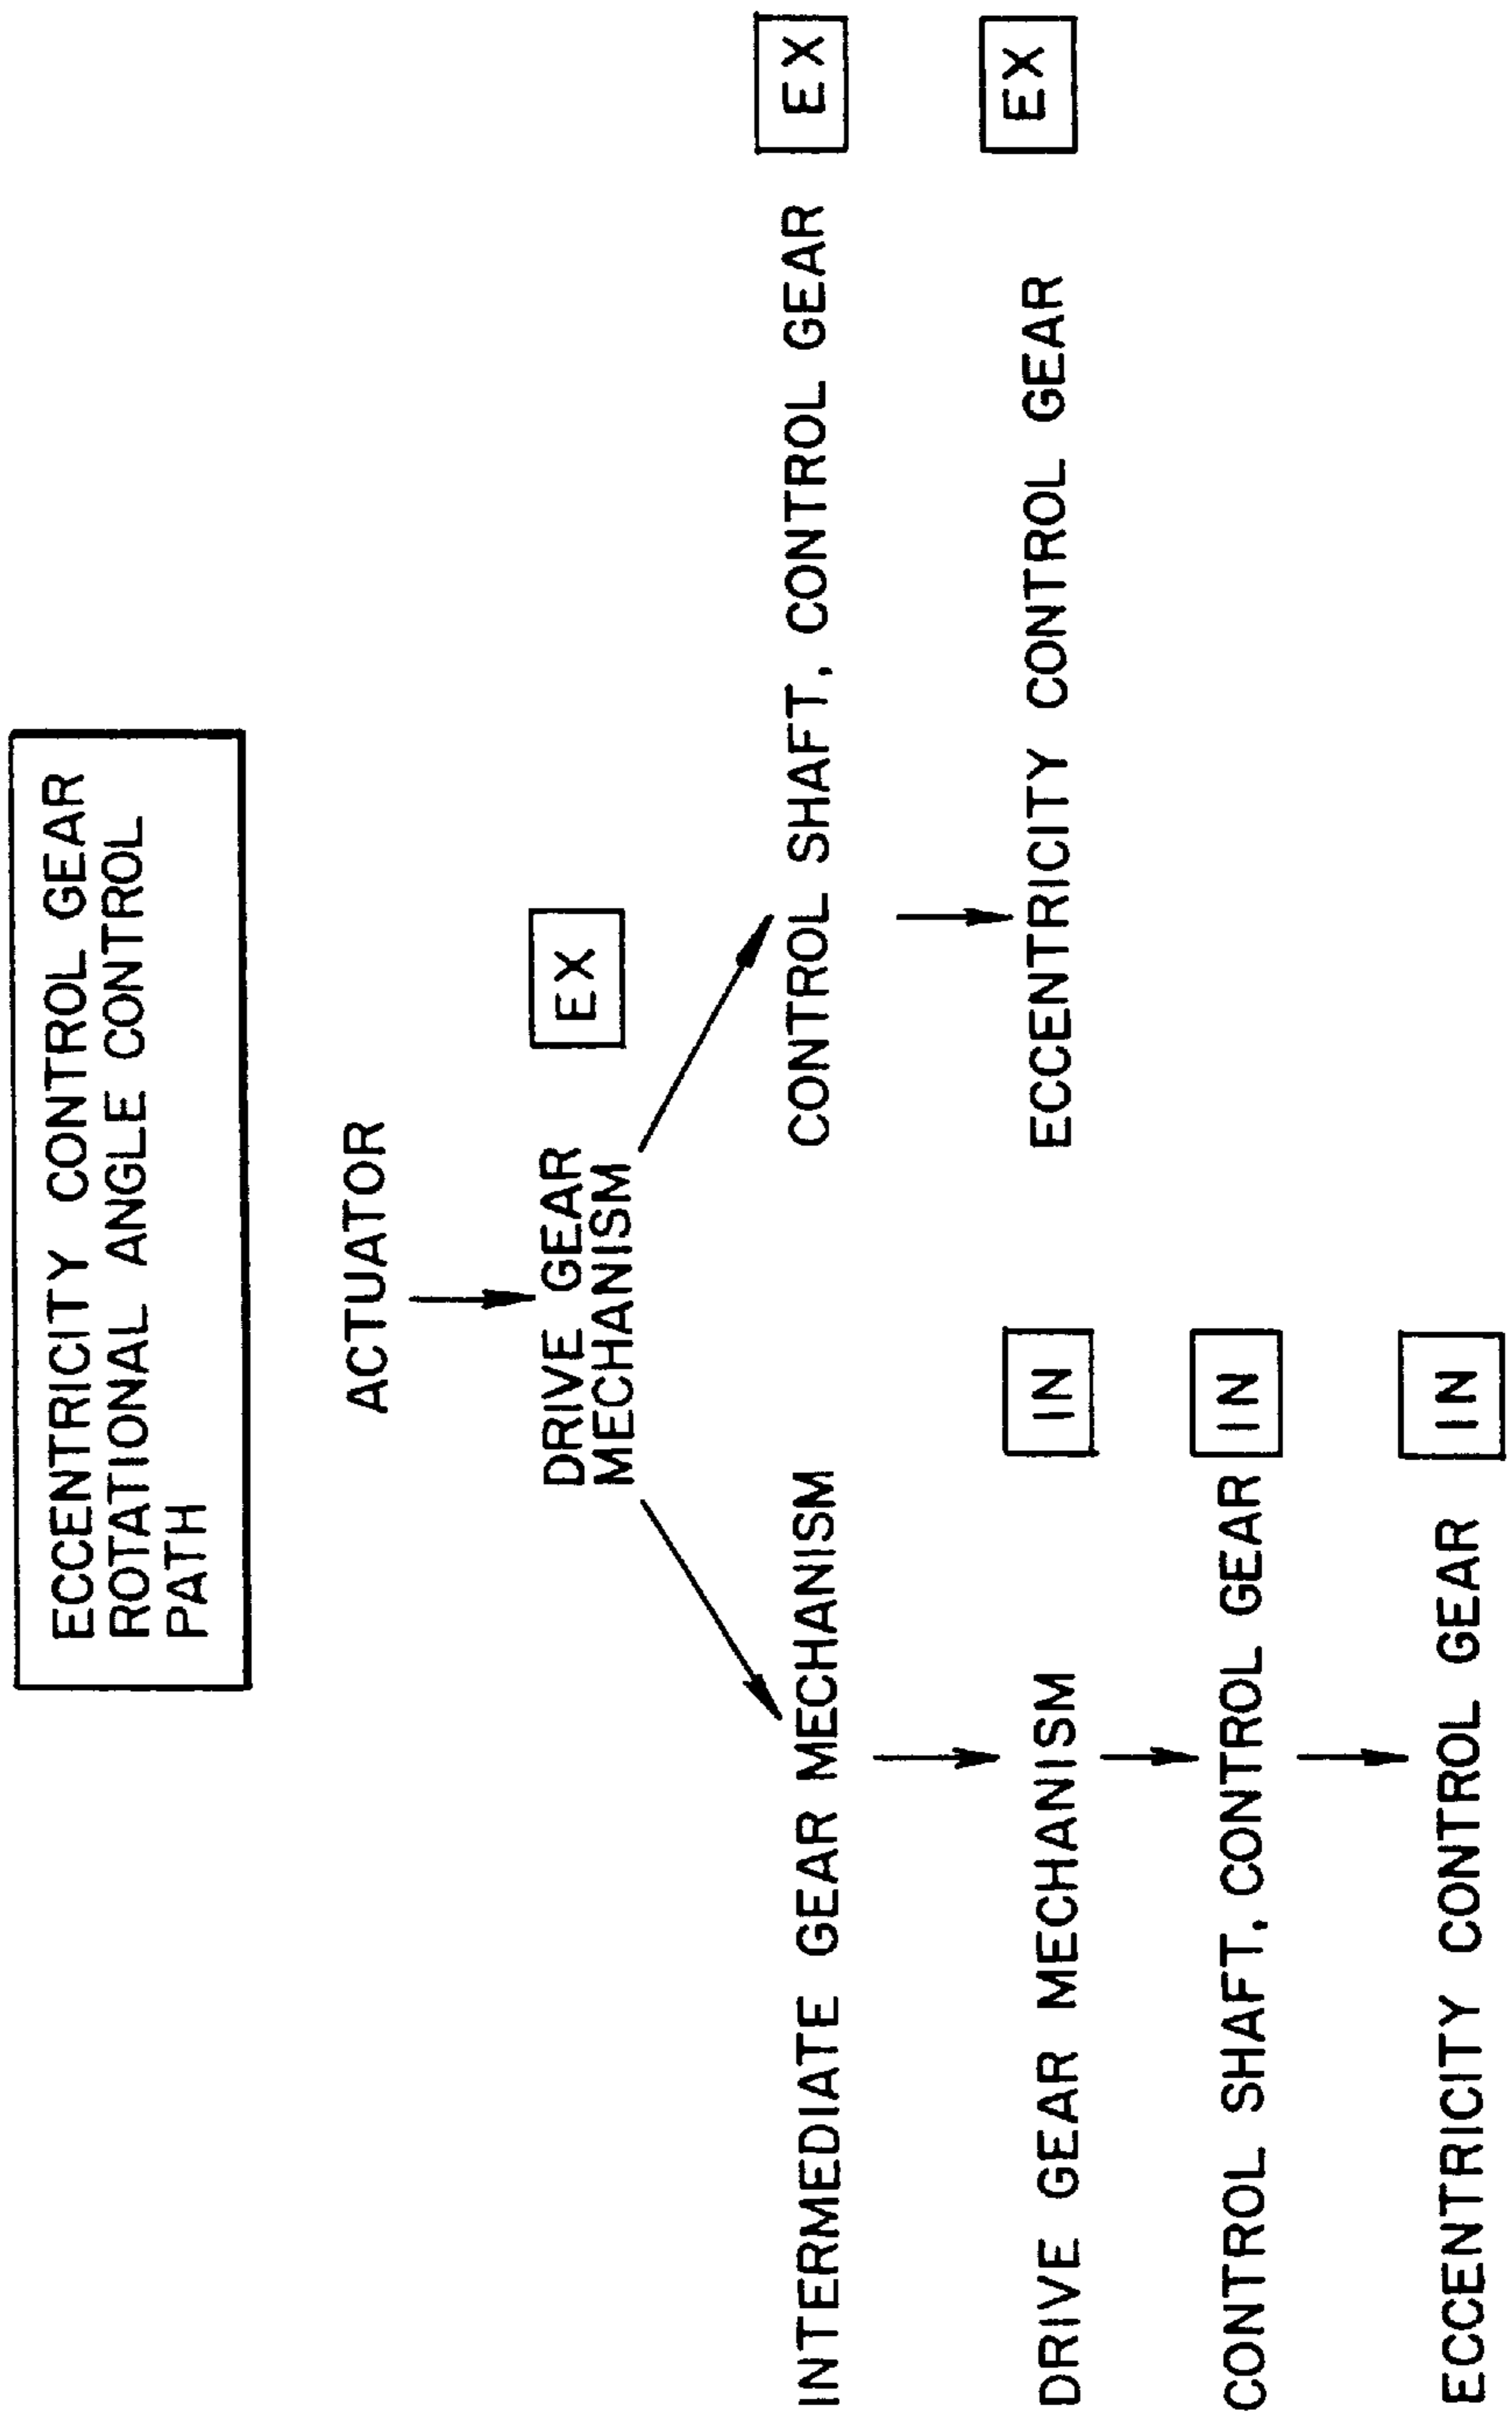 ECCENTRICITY CONTROL GEAR
ROTATIONAL ANGLE CONTROL
PATH
ACTUATOR
DRIVE GEAR
MECHANISM
EX
INTERMEDIATE GEAR MECHANISM
CONTROL SHAFT, CONTROL GEAR EX
DRIVE GEAR MECHANISM IN
ECCENTRICITY CONTROL GEAR EX
CONTROL SHAFT, CONTROL GEAR IN
ECCENTRICITY CONTROL GEAR IN